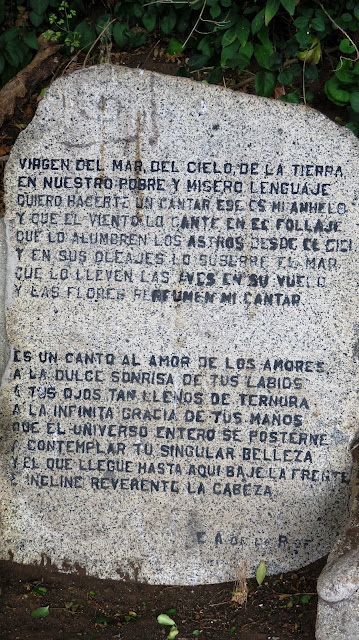 VIRGEN DEL MAR, DEL CIELO, DE LA TIERRA
EN NUESTRO POBRE Y MISERO LENGUAJE
QUIERO HACERTE UN CANTAR ESE ES MI ANHELO
Y QUE EL VIENTO LO CANTE EN EL FOLLAJE
QUE LO ALUMBREN LOS ASTROS DESDE EL CIEL
Y EN SUS OLEAJES LO SUSURRE EL MAR
QUE LO LLEVEN LAS AVES EN SU VUELO
Y LAS FLORES PERFUMEN MI CANTAR
ES UN CANTO AL AMOR DE LOS AMORES
A LA DULCE SONRISA DE TUS LABIOS
A TUS OJOS TAN LLENOS DE TERNURA
A LA INFINITA GRACIA DE TUS MANOS
QUE EL UNIVERSO ENTERO SE POSTERNE
A CONTEMPLAR TU SINGULAR BELLEZA
Y EL QUE LLEGUE HASTA AQUI BAJE LA FRENTE
E INCLINE REVERENTE LA CABEZA